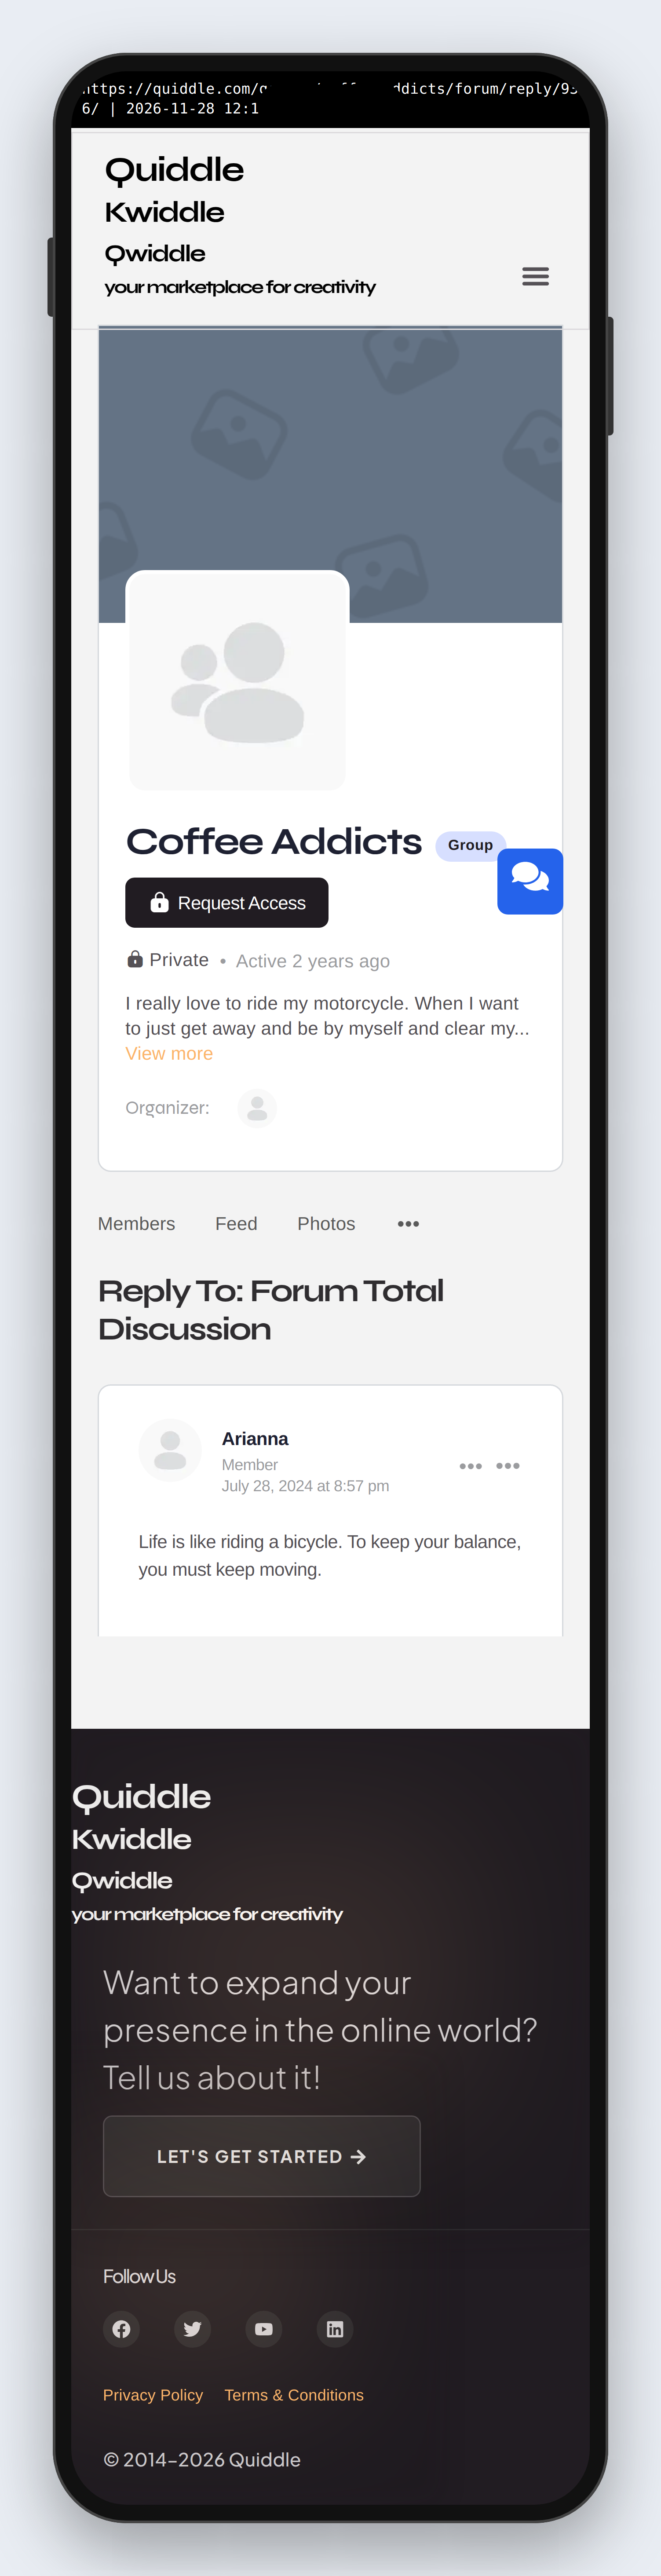 ddicts/forum/reply/93
6/ | 2026-11-28 12:1
Quiddle
Kwiddle
Qwiddle
your marketplace for creativity
Coffee Addicts Group
Request Access
Private • Active 2 years ago
I really love to ride my motorcycle. When I want
to just get away and be by myself and clear my...
View more
Organizer:
Members Feed Photos •••
Reply To: Forum Total
Discussion
Arianna
Member
July 28, 2024 at 8:57 pm
Life is like riding a bicycle. To keep your balance,
you must keep moving.
Quiddle
Kwiddle
Qwiddle
your marketplace for creativity
Want to expand your
presence in the online world?
Tell us about it!
LET'S GET STARTED →
Follow Us
Privacy Policy Terms & Conditions
© 2014–2026 Quiddle